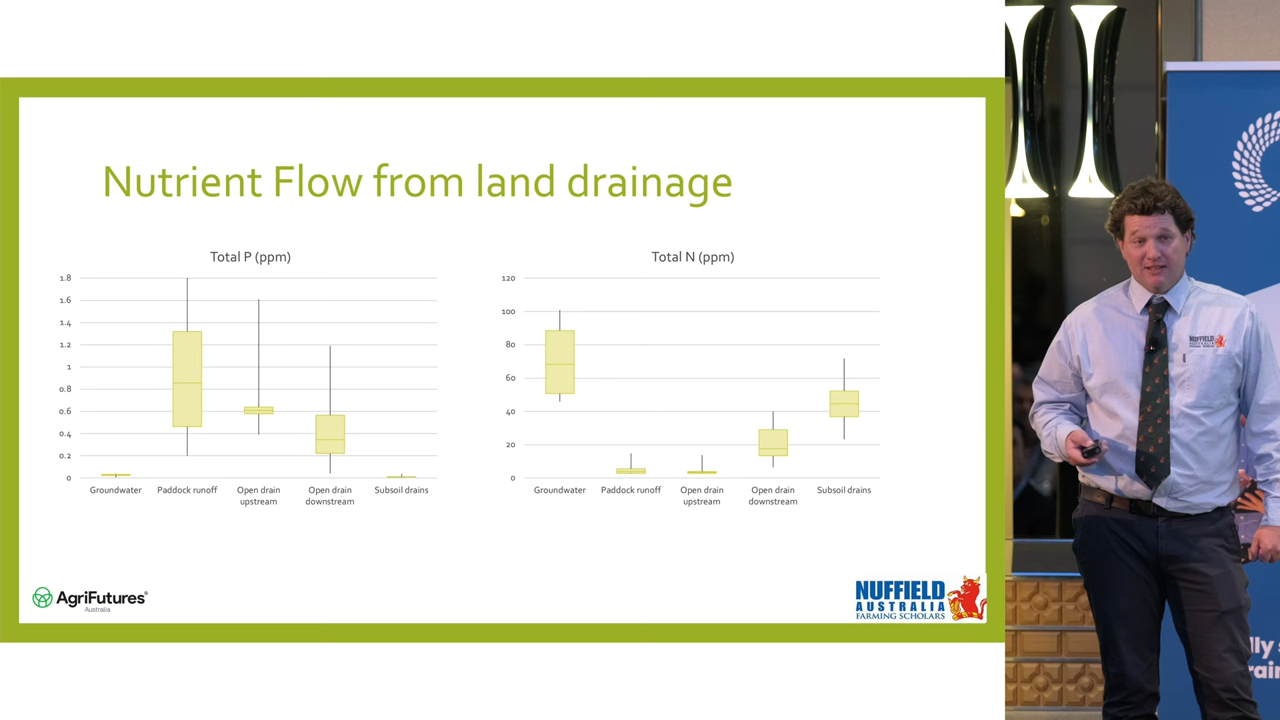 Nutrient Flow from land drainage
Total P (ppm)
1.8
1.6
1.4
1.2
1
0.8
0.6
0.4
0.2
0
Groundwater
Paddock runoff
Open drain
upstream
Open drain
downstream
Subsoil drains
Total N (ppm)
120
100
80
60
40
20
0
Groundwater
Paddock runoff
Open drain
upstream
Open drain
downstream
Subsoil drains
AgriFutures®
Australia
NUFFIELD
AUSTRALIA
FARMING SCHOLARS
NUFFIELD
AUSTRALIA